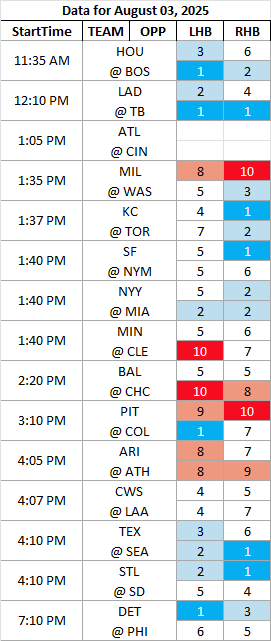 Data for August 03, 2025
StartTime TEAM OPP LHB RHB
11:35 AM
HOU 3 6
@ BOS 1 2
12:10 PM
LAD 2 4
@ TB 1 1
1:05 PM
ATL
@ CIN
1:35 PM
MIL 8 10
@ WAS 5 3
1:37 PM
KC 4 1
@ TOR 7 2
1:40 PM
SF 5 1
@ NYM 5 6
1:40 PM
NYY 5 2
@ MIA 2 2
1:40 PM
MIN 5 6
@ CLE 10 7
2:20 PM
BAL 5 5
@ CHC 10 8
3:10 PM
PIT 9 10
@ COL 1 7
4:05 PM
ARI 8 7
@ ATH 8 9
4:07 PM
CWS 4 5
@ LAA 4 7
4:10 PM
TEX 3 6
@ SEA 2 1
4:10 PM
STL 2 1
@ SD 5 4
7:10 PM
DET 1 3
@ PHI 6 5